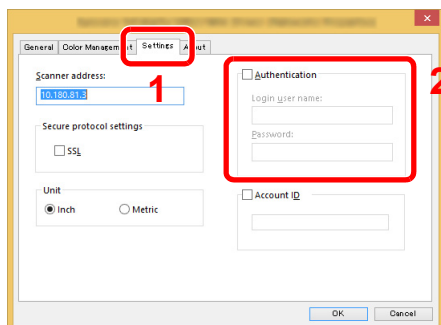 General Color Management Settings About
Scanner address:
10.180.81.3
1
Secure protocol settings
SSL
Unit
Inch Metric
Authentication
2
Login user name:
Password:
Account ID
OK Cancel